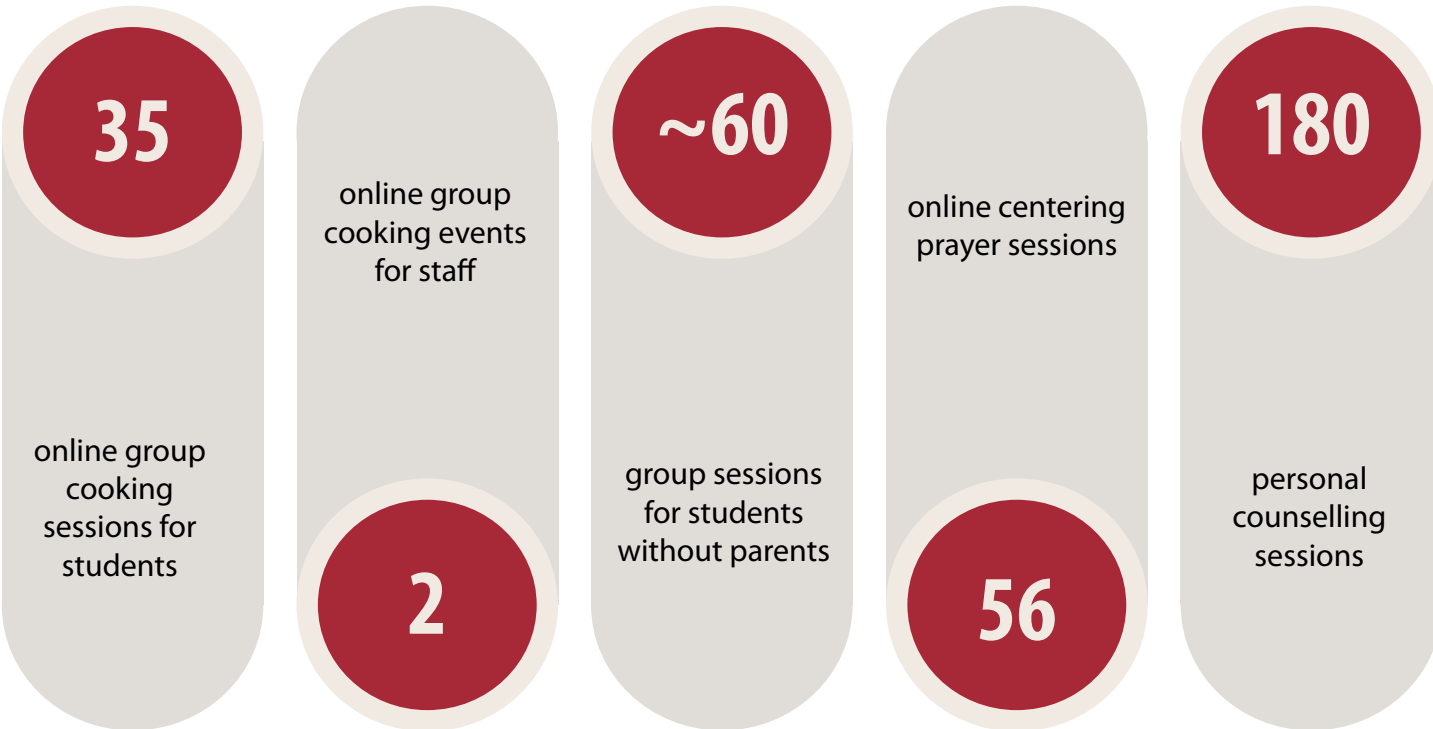 35
online group
cooking
sessions for
students
online group
cooking events
for staff
2
~60
group sessions
for students
without parents
online centering
prayer sessions
56
180
personal
counselling
sessions